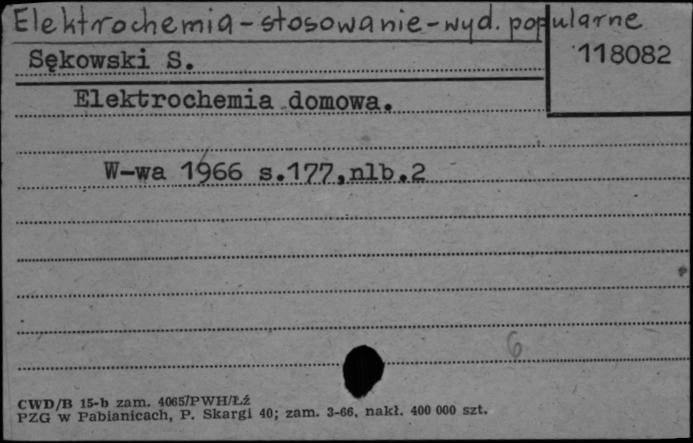 Elektrochemia-stosowanie-wyd. popularne
Sękowski S.
118082
Elektrochemia domowa.
W-wa 1966 s.177,nlb.2
6
CWD/B 15-b zam. 4065/PWH/Łź
PZG w Pabianicach, P. Skargi 40; zam. 3-66, nakł. 400 000 szt.